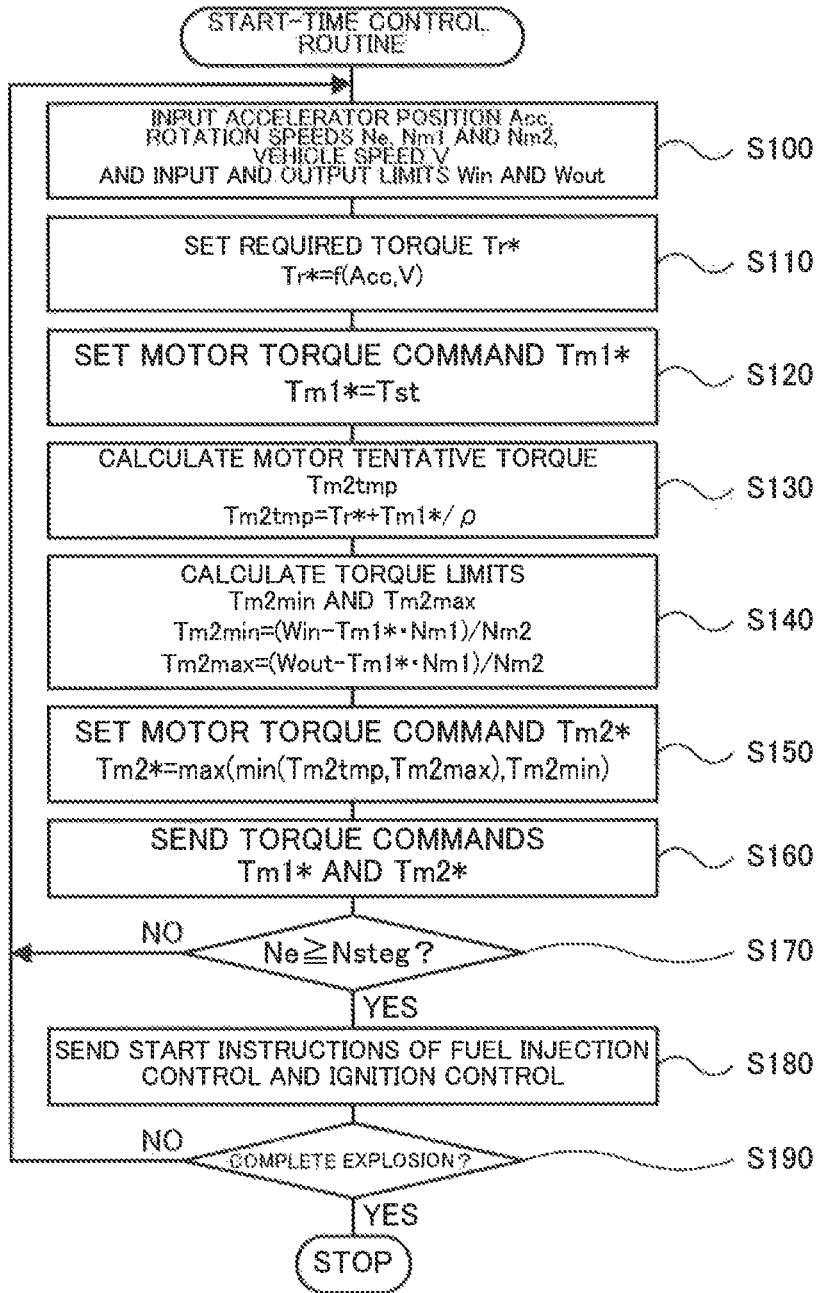 START-TIME CONTROL
ROUTINE
INPUT ACCELERATOR POSITION Acc,
ROTATION SPEEDS Ne, Nm1 AND Nm2,
VEHICLE SPEED V
AND INPUT AND OUTPUT LIMITS Win AND Wout
S100
SET REQUIRED TORQUE Tr*
Tr*=f(Acc,V)
S110
SET MOTOR TORQUE COMMAND Tm1*
Tm1*=Tst
S120
CALCULATE MOTOR TENTATIVE TORQUE
Tm2tmp
Tm2tmp=Tr*+Tm1*/ρ
S130
CALCULATE TORQUE LIMITS
Tm2min AND Tm2max
Tm2min=(Win-Tm1*·Nm1)/Nm2
Tm2max=(Wout-Tm1*·Nm1)/Nm2
S140
SET MOTOR TORQUE COMMAND Tm2*
Tm2*=max(min(Tm2tmp,Tm2max),Tm2min)
S150
SEND TORQUE COMMANDS
Tm1* AND Tm2*
S160
NO
Ne≧Nsteg?
S170
YES
SEND START INSTRUCTIONS OF FUEL INJECTION
CONTROL AND IGNITION CONTROL
S180
NO
COMPLETE EXPLOSION?
S190
YES
STOP